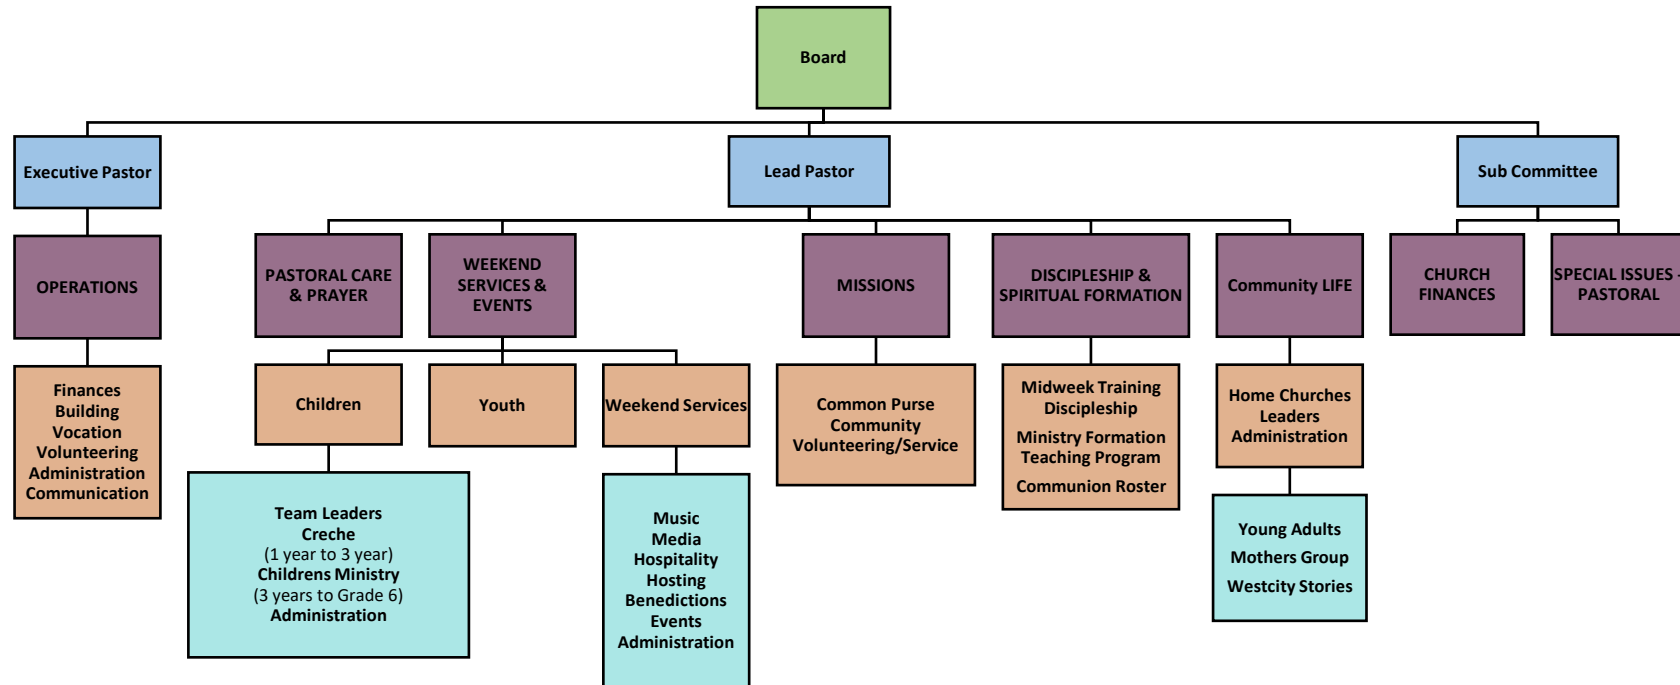 Board
Executive Pastor
Lead Pastor
Sub Committee
OPERATIONS
PASTORAL CARE
& PRAYER
WEEKEND
SERVICES &
EVENTS
MISSIONS
DISCIPLESHIP &
SPIRITUAL FORMATION
Community LIFE
CHURCH
FINANCES
SPECIAL ISSUES -
PASTORAL
Finances
Building
Vocation
Volunteering
Administration
Communication
Children
Youth
Weekend Services
Common Purse
Community
Volunteering/Service
Midweek Training
Discipleship
Ministry Formation
Teaching Program
Communion Roster
Home Churches
Leaders
Administration
Team Leaders
Creche
(1 year to 3 year)
Childrens Ministry
(3 years to Grade 6)
Administration
Music
Media
Hospitality
Hosting
Benedictions
Events
Administration
Young Adults
Mothers Group
Westcity Stories